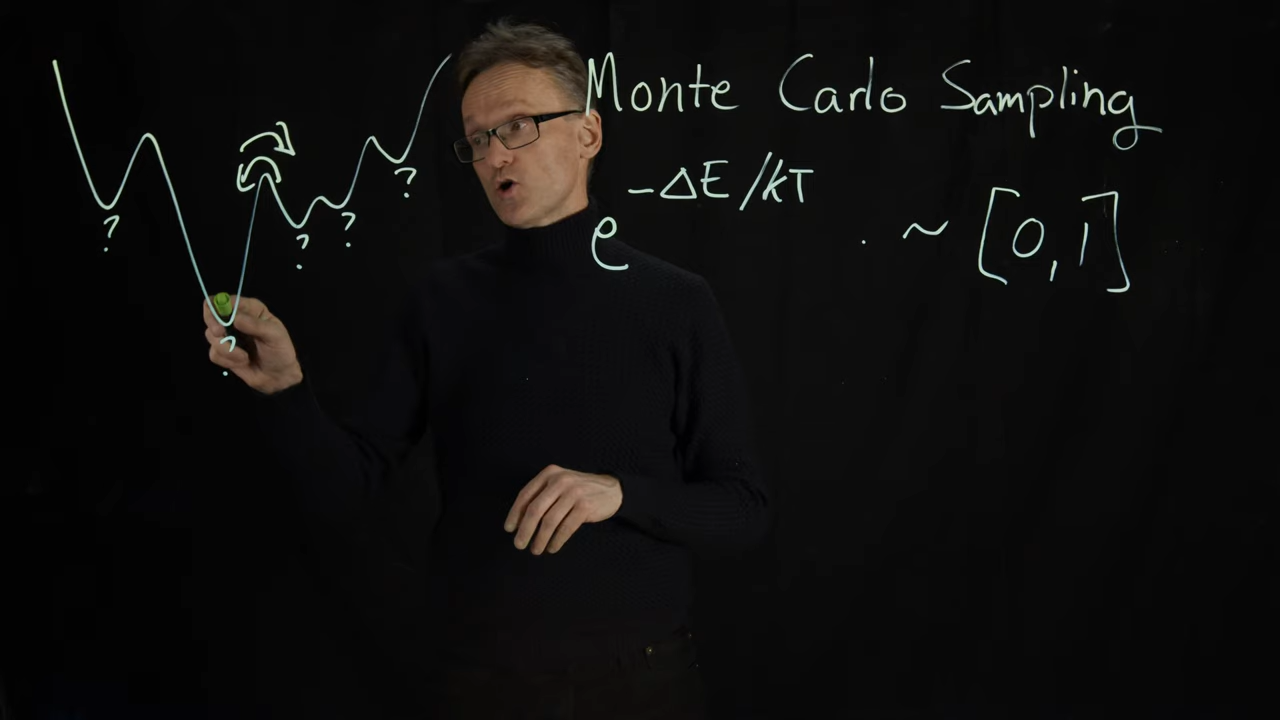 Monte Carlo Sampling
e^{-ΔE/kT} . ~ [0,1]
? ? ? ? ?